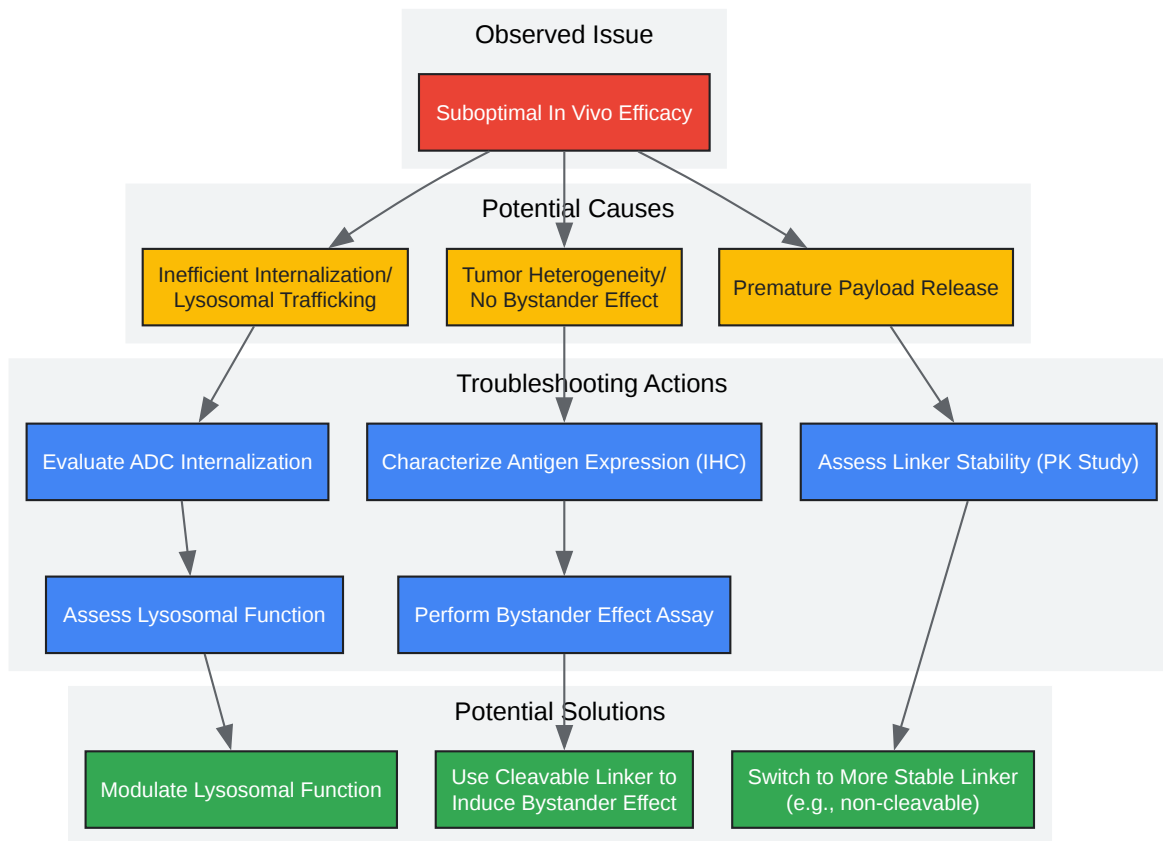 Observed Issue
Suboptimal In Vivo Efficacy
Potential Causes
Inefficient Internalization/
Lysosomal Trafficking
Tumor Heterogeneity/
No Bystander Effect
Premature Payload Release
Troubleshooting Actions
Evaluate ADC Internalization
Characterize Antigen Expression (IHC)
Assess Linker Stability (PK Study)
Assess Lysosomal Function
Perform Bystander Effect Assay
Potential Solutions
Modulate Lysosomal Function
Use Cleavable Linker to
Induce Bystander Effect
Switch to More Stable Linker
(e.g., non-cleavable)